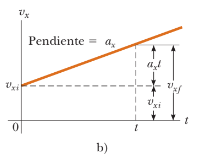 v_x
Pendiente = a_x
a_x t
v_xi
v_xf
v_xi
0
t
t
b)